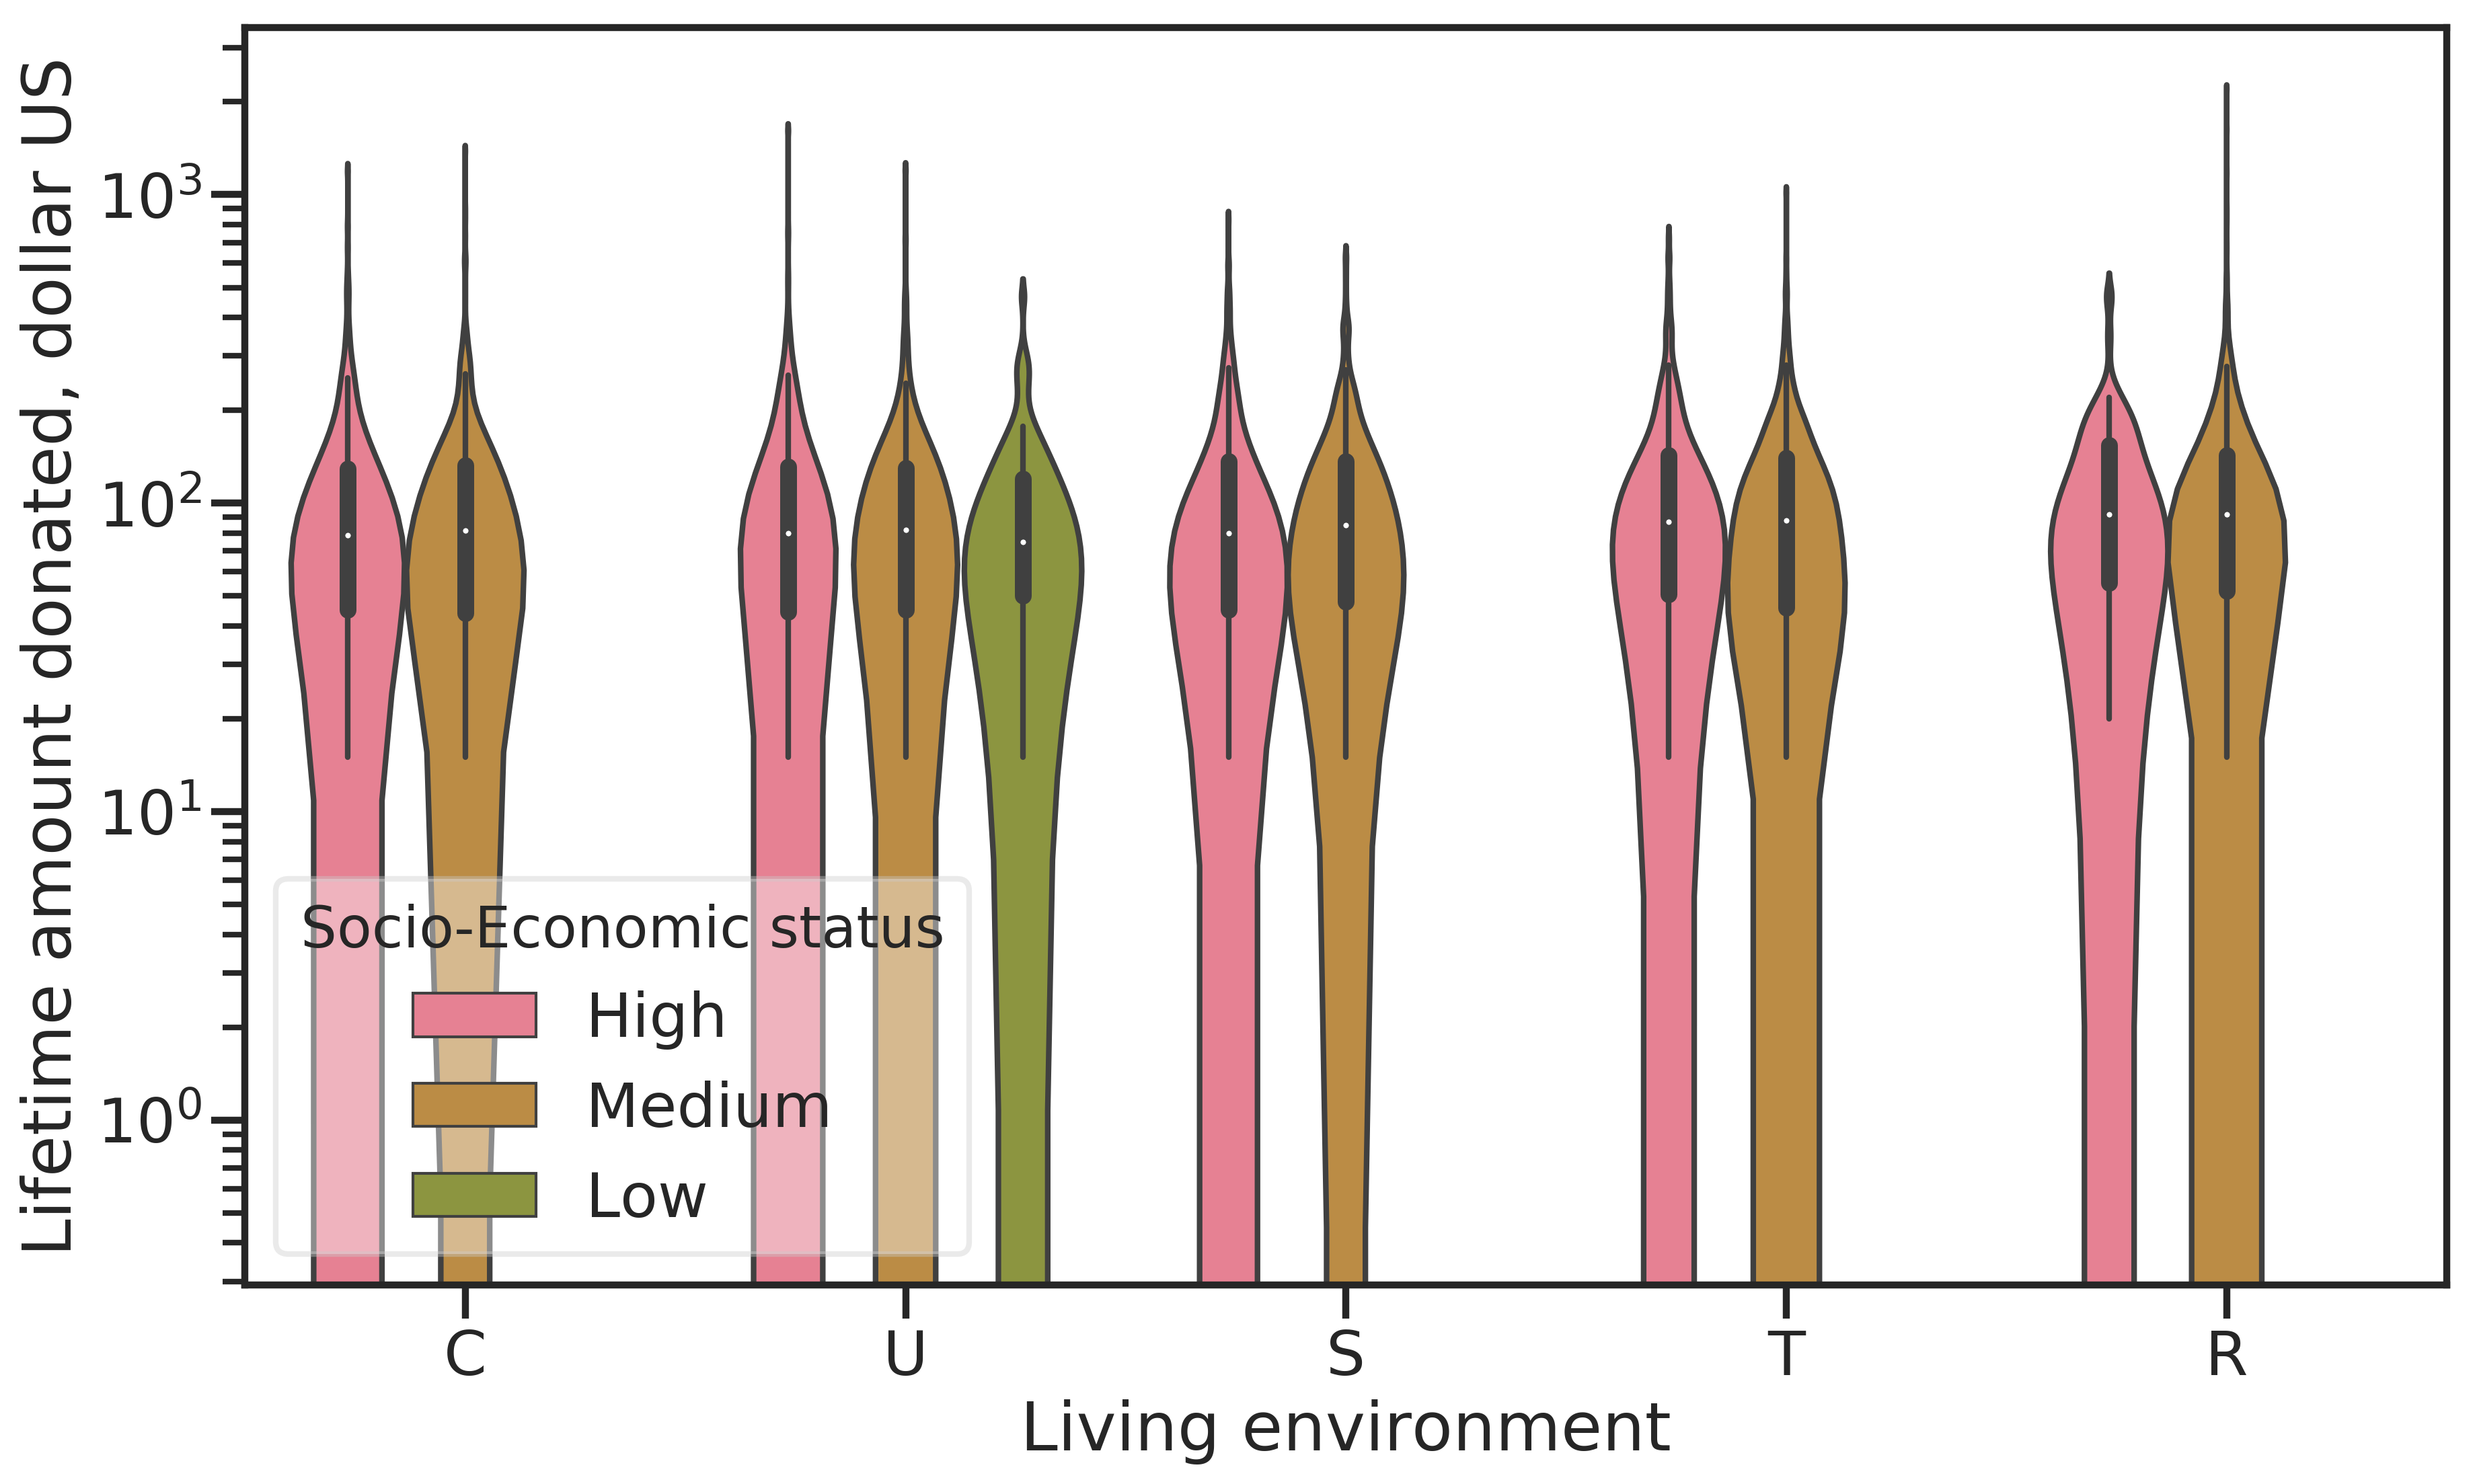 Lifetime amount donated, dollar US
10³
10²
10¹
10⁰
Socio-Economic status
High
Medium
Low
C U S T R
Living environment